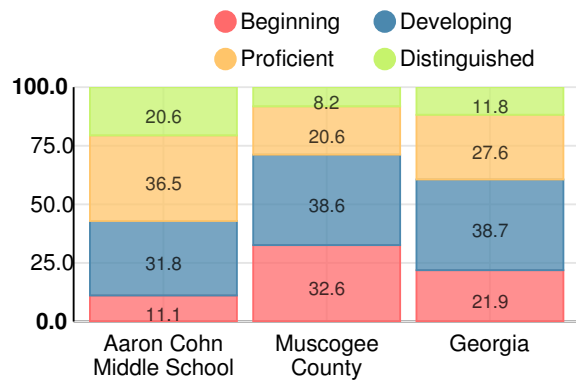 Beginning Developing
Proficient Distinguished
100.0
75.0
50.0
25.0
0.0
20.6 8.2 11.8
36.5 20.6 27.6
31.8 38.6 38.7
11.1 32.6 21.9
Aaron Cohn Muscogee Georgia
Middle School County